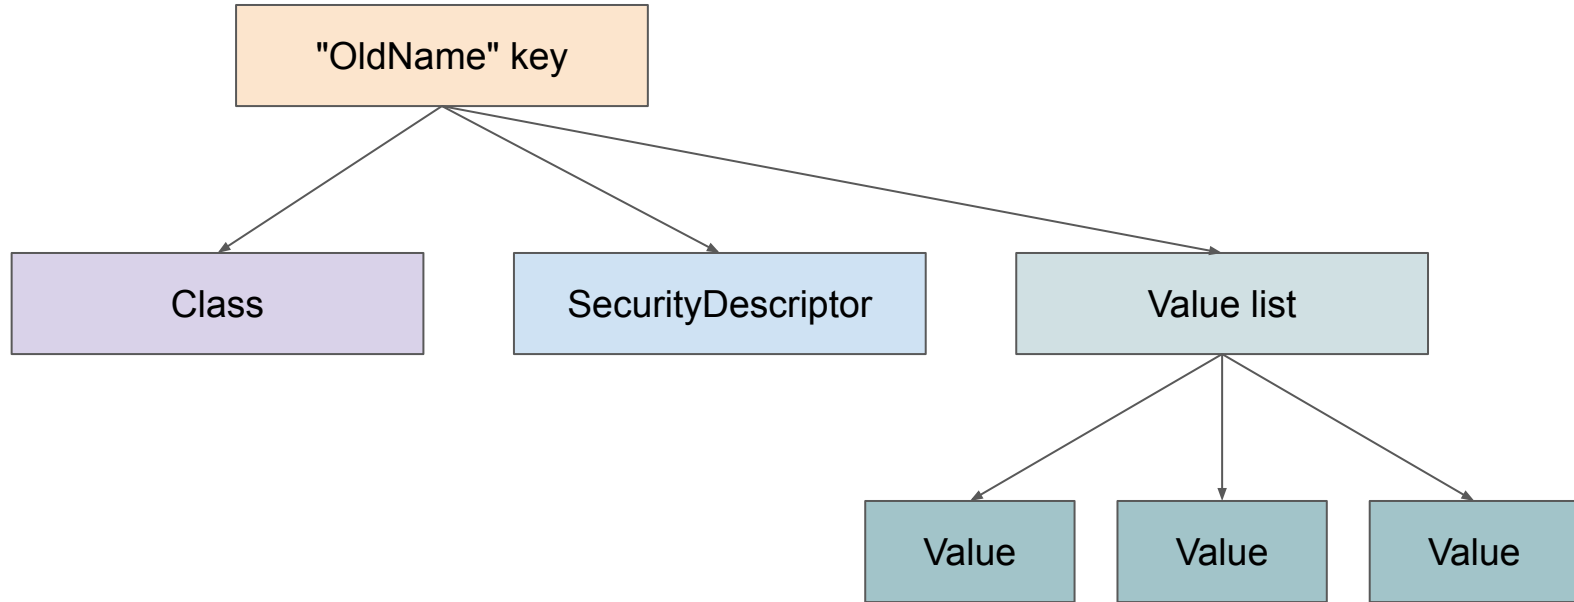 "OldName" key
Class
SecurityDescriptor
Value list
Value
Value
Value